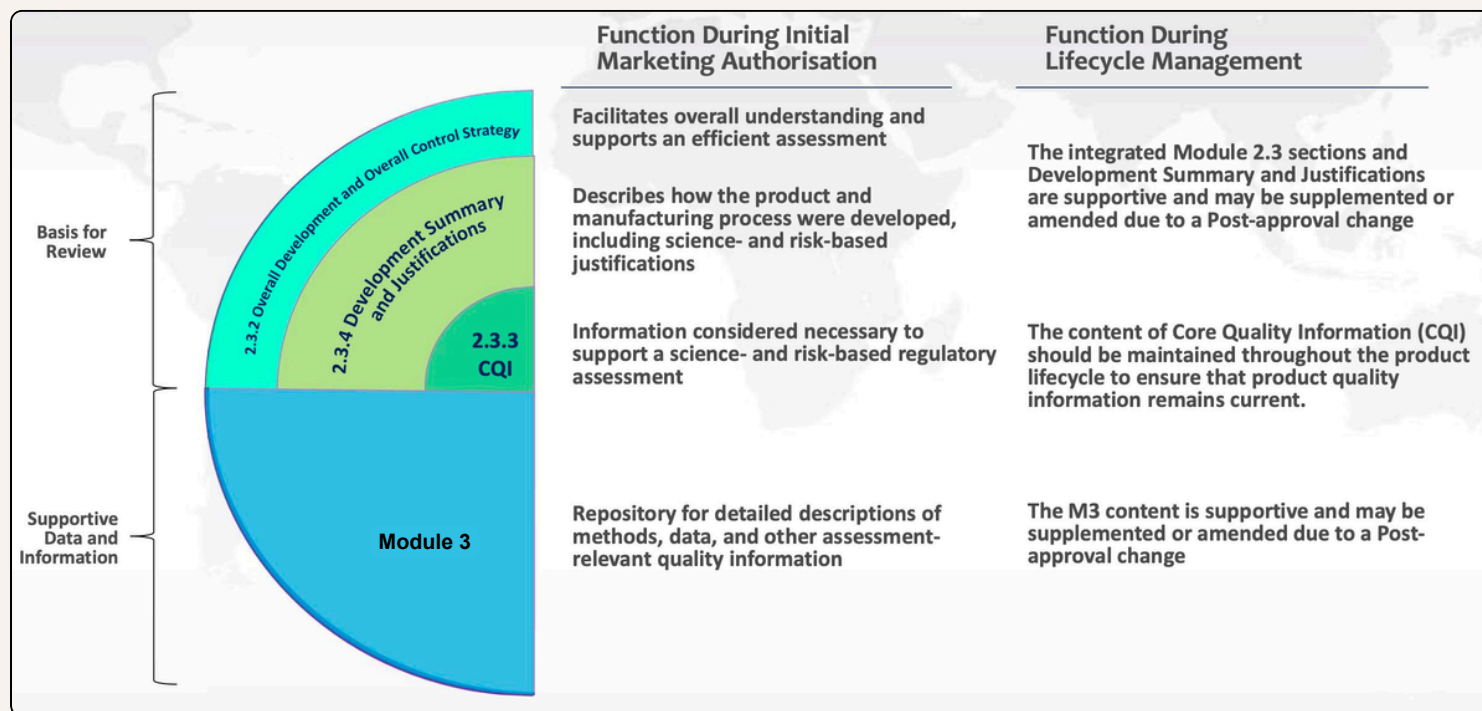 Function During Initial
Marketing Authorisation
Function During
Lifecycle Management
Basis for
Review
2.3.2 Overall Development and Overall Control Strategy
2.3.4 Development Summary
and Justifications
2.3.3
CQI
Facilitates overall understanding and
supports an efficient assessment
Describes how the product and
manufacturing process were developed,
including science- and risk-based
justifications
The integrated Module 2.3 sections and
Development Summary and Justifications
are supportive and may be supplemented or
amended due to a Post-approval change
Information considered necessary to
support a science- and risk-based regulatory
assessment
The content of Core Quality Information (CQI)
should be maintained throughout the product
lifecycle to ensure that product quality
information remains current.
Supportive
Data and
Information
Module 3
Repository for detailed descriptions of
methods, data, and other assessment-
relevant quality information
The M3 content is supportive and may be
supplemented or amended due to a Post-
approval change